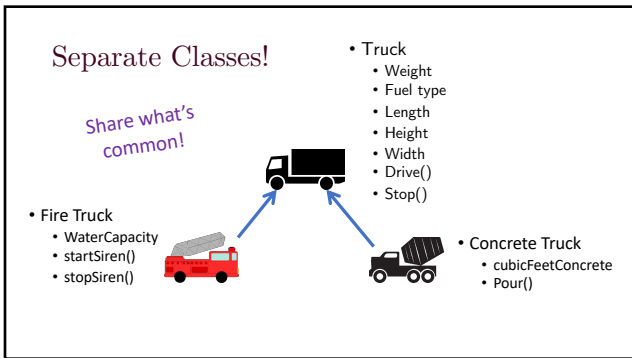 Separate Classes!
Share what's
common!
• Truck
• Weight
• Fuel type
• Length
• Height
• Width
• Drive()
• Stop()
• Fire Truck
• WaterCapacity
• startSiren()
• stopSiren()
• Concrete Truck
• cubicFeetConcrete
• Pour()